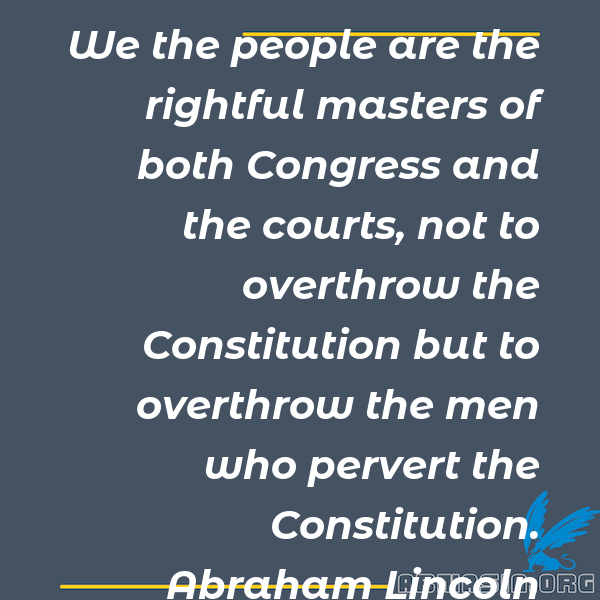 We the people are the
rightful masters of
both Congress and
the courts, not to
overthrow the
Constitution but to
overthrow the men
who pervert the
Constitution.
Abraham Lincoln